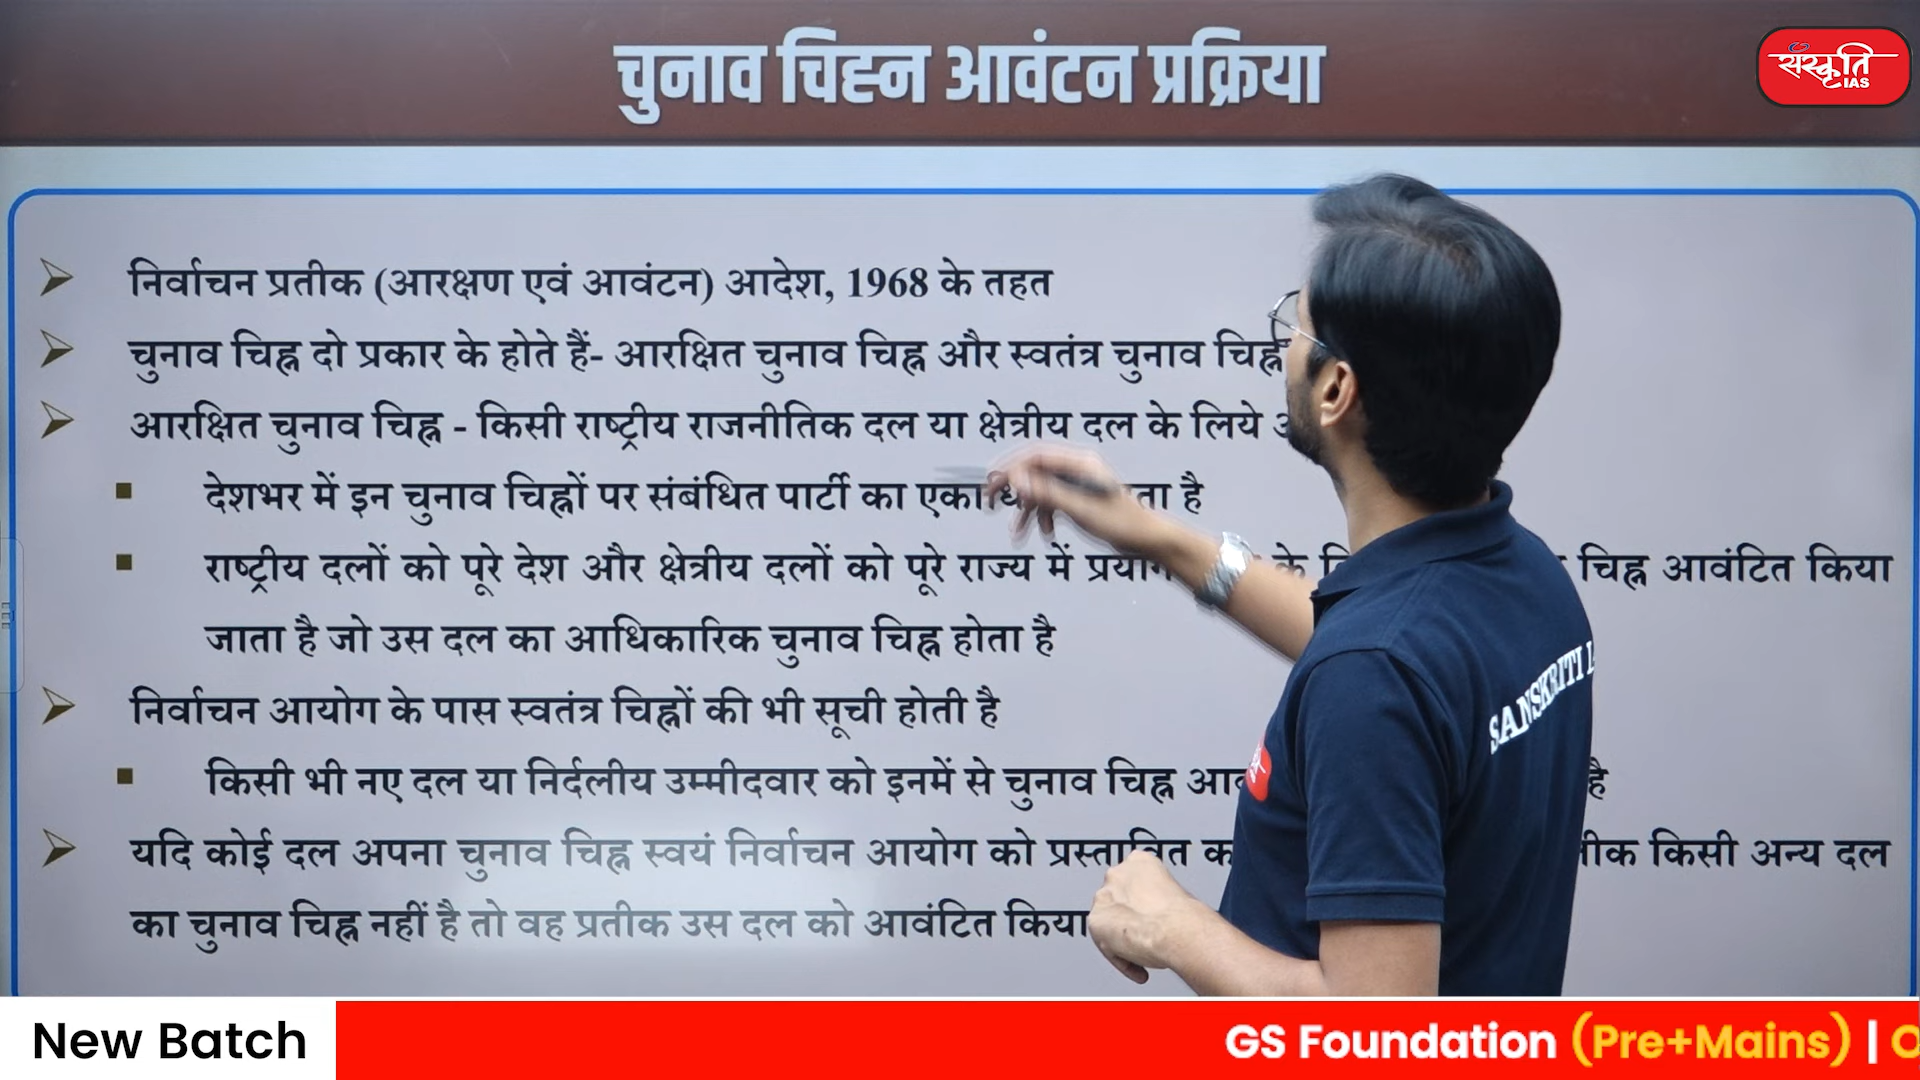 चुनाव चिह्न आवंटन प्रक्रिया
संस्कृति
IAS
निर्वाचन प्रतीक (आरक्षण एवं आवंटन) आदेश, 1968 के तहत
चुनाव चिह्न दो प्रकार के होते हैं- आरक्षित चुनाव चिह्न और स्वतंत्र चुनाव चिह्न
आरक्षित चुनाव चिह्न - किसी राष्ट्रीय राजनीतिक दल या क्षेत्रीय दल के लिये
देशभर में इन चुनाव चिह्नों पर संबंधित पार्टी का है
राष्ट्रीय दलों को पूरे देश और क्षेत्रीय दलों को पूरे राज्य में के चिह्न आवंटित किया
जाता है जो उस दल का आधिकारिक चुनाव चिह्न होता है
निर्वाचन आयोग के पास स्वतंत्र चिह्नों की भी सूची होती है
किसी भी नए दल या निर्दलीय उम्मीदवार को इनमें से चुनाव चिह्न है
यदि कोई दल अपना चुनाव चिह्न स्वयं निर्वाचन आयोग को प्रस्तावित किसी अन्य दल
का चुनाव चिह्न नहीं है तो वह प्रतीक उस दल को आवंटित किया
SANSKRITI
New Batch
GS Foundation (Pre+Mains) |